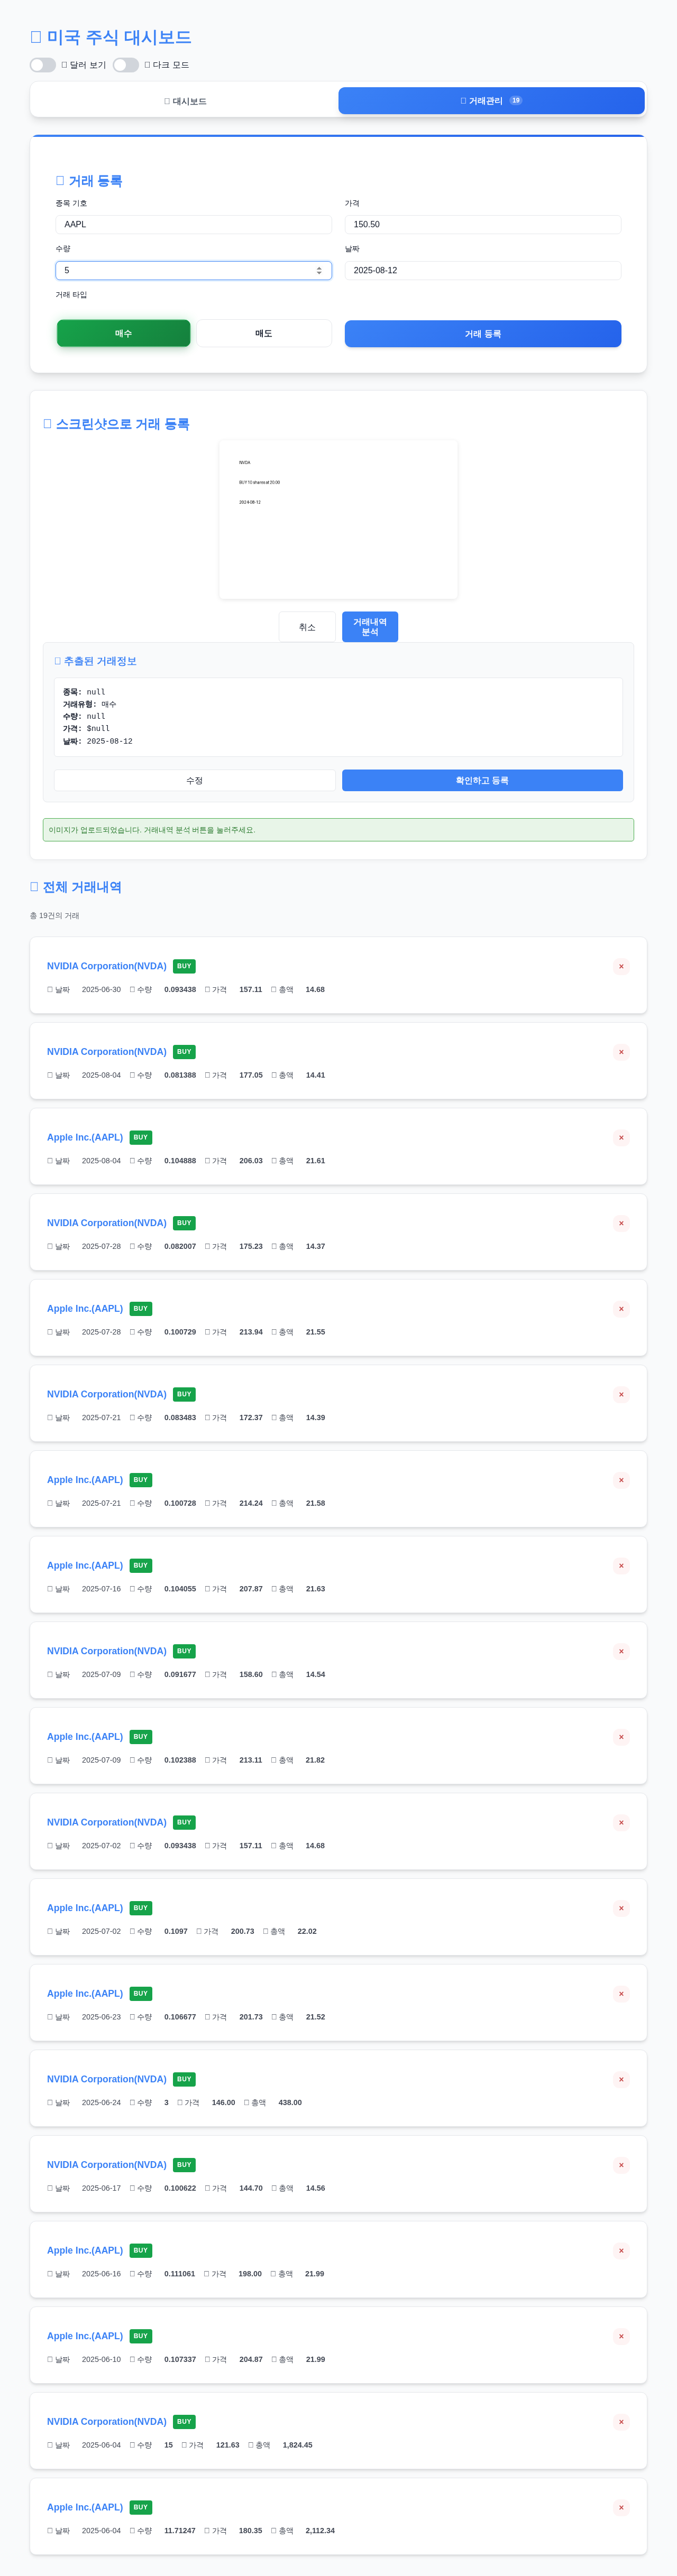 미국 주식 대시보드
달러 보기 다크 모드
대시보드 거래관리 19
거래 등록
종목 기호 가격
AAPL 150.50
수량 날짜
5 2025-08-12
거래 타입
매수 매도 거래 등록
스크린샷으로 거래 등록
NVDA
BUY 10 shares at 20.00
2024-08-12
취소 거래내역
분석
추출된 거래정보
종목: null
거래유형: 매수
수량: null
가격: $null
날짜: 2025-08-12
수정 확인하고 등록
이미지가 업로드되었습니다. 거래내역 분석 버튼을 눌러주세요.
전체 거래내역
총 19건의 거래
NVIDIA Corporation(NVDA) BUY ×
날짜 2025-06-30 수량 0.093438 가격 157.11 총액 14.68
NVIDIA Corporation(NVDA) BUY ×
날짜 2025-08-04 수량 0.081388 가격 177.05 총액 14.41
Apple Inc.(AAPL) BUY ×
날짜 2025-08-04 수량 0.104888 가격 206.03 총액 21.61
NVIDIA Corporation(NVDA) BUY ×
날짜 2025-07-28 수량 0.082007 가격 175.23 총액 14.37
Apple Inc.(AAPL) BUY ×
날짜 2025-07-28 수량 0.100729 가격 213.94 총액 21.55
NVIDIA Corporation(NVDA) BUY ×
날짜 2025-07-21 수량 0.083483 가격 172.37 총액 14.39
Apple Inc.(AAPL) BUY ×
날짜 2025-07-21 수량 0.100728 가격 214.24 총액 21.58
Apple Inc.(AAPL) BUY ×
날짜 2025-07-16 수량 0.104055 가격 207.87 총액 21.63
NVIDIA Corporation(NVDA) BUY ×
날짜 2025-07-09 수량 0.091677 가격 158.60 총액 14.54
Apple Inc.(AAPL) BUY ×
날짜 2025-07-09 수량 0.102388 가격 213.11 총액 21.82
NVIDIA Corporation(NVDA) BUY ×
날짜 2025-07-02 수량 0.093438 가격 157.11 총액 14.68
Apple Inc.(AAPL) BUY ×
날짜 2025-07-02 수량 0.1097 가격 200.73 총액 22.02
Apple Inc.(AAPL) BUY ×
날짜 2025-06-23 수량 0.106677 가격 201.73 총액 21.52
NVIDIA Corporation(NVDA) BUY ×
날짜 2025-06-24 수량 3 가격 146.00 총액 438.00
NVIDIA Corporation(NVDA) BUY ×
날짜 2025-06-17 수량 0.100622 가격 144.70 총액 14.56
Apple Inc.(AAPL) BUY ×
날짜 2025-06-16 수량 0.111061 가격 198.00 총액 21.99
Apple Inc.(AAPL) BUY ×
날짜 2025-06-10 수량 0.107337 가격 204.87 총액 21.99
NVIDIA Corporation(NVDA) BUY ×
날짜 2025-06-04 수량 15 가격 121.63 총액 1,824.45
Apple Inc.(AAPL) BUY ×
날짜 2025-06-04 수량 11.71247 가격 180.35 총액 2,112.34